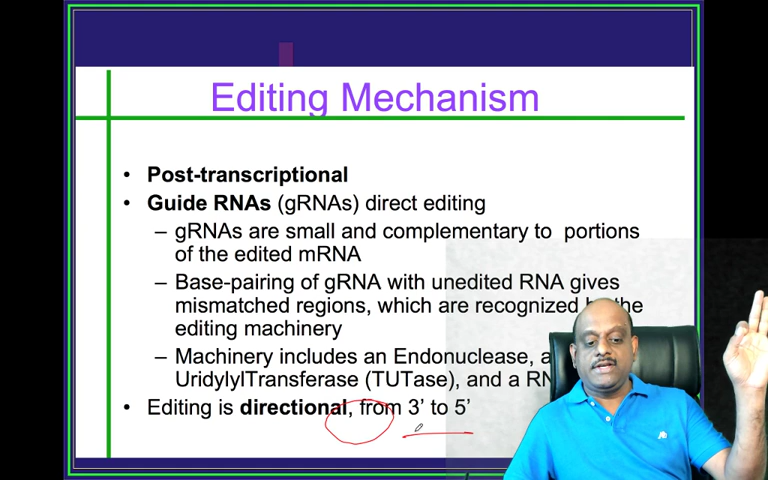 Editing Mechanism
• Post-transcriptional
• Guide RNAs (gRNAs) direct editing
– gRNAs are small and complementary to portions
of the edited mRNA
– Base-pairing of gRNA with unedited RNA gives
mismatched regions, which are recognized by the
editing machinery
– Machinery includes an Endonuclease, a
UridylylTransferase (TUTase), and a
• Editing is directional, from 3’ to 5’